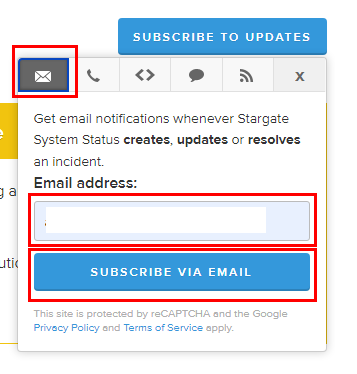 SUBSCRIBE TO UPDATES
x
Get email notifications whenever Stargate
System Status creates, updates or resolves
an incident.
Email address:
SUBSCRIBE VIA EMAIL
This site is protected by reCAPTCHA and the Google
Privacy Policy and Terms of Service apply.